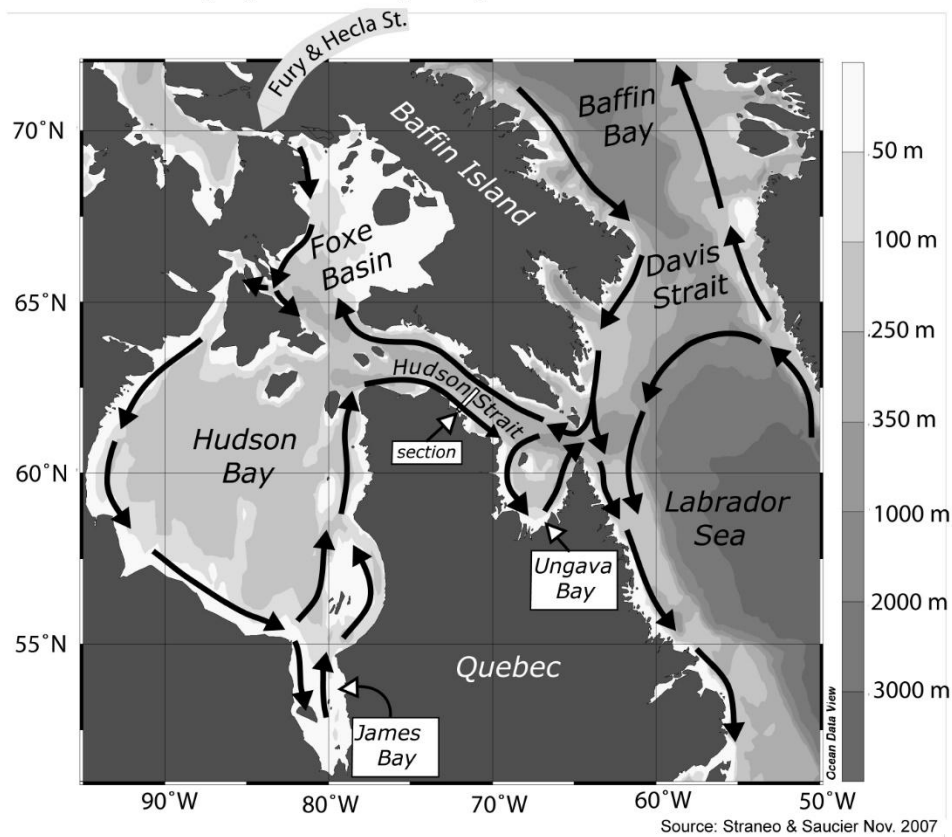 Fury & Hecla St.
70°N
65°N
60°N
55°N
Baffin
Bay
Baffin Island
Foxe
Basin
Davis
Strait
Hudson Strait
section
Hudson
Bay
Labrador
Sea
Ungava
Bay
Quebec
James
Bay
Ocean Data View
90°W
80°W
70°W
60°W
50°W
50 m
100 m
250 m
350 m
1000 m
2000 m
3000 m
Source: Straneo & Saucier Nov. 2007